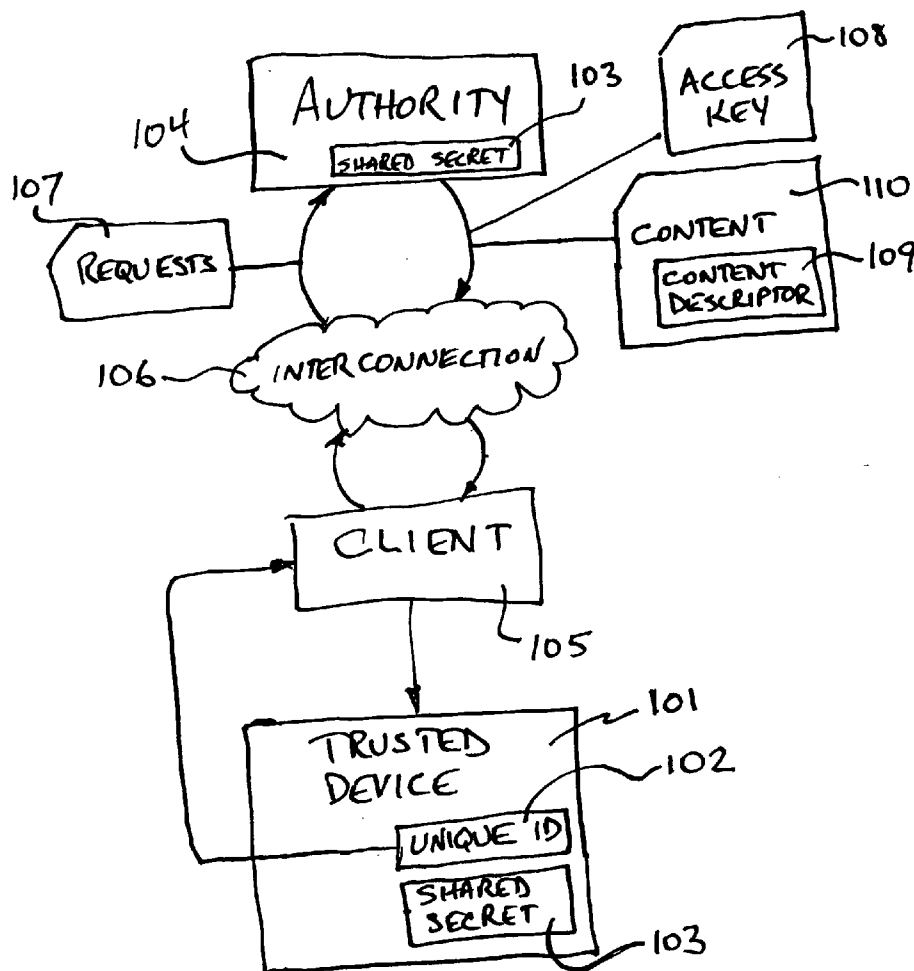 108
ACCESS
KEY
103
AUTHORITY
104
SHARED SECRET
107
REQUESTS
110
CONTENT
109
CONTENT
DESCRIPTOR
106
INTERCONNECTION
CLIENT
105
101
TRUSTED
DEVICE
102
UNIQUE ID
SHARED
SECRET
103